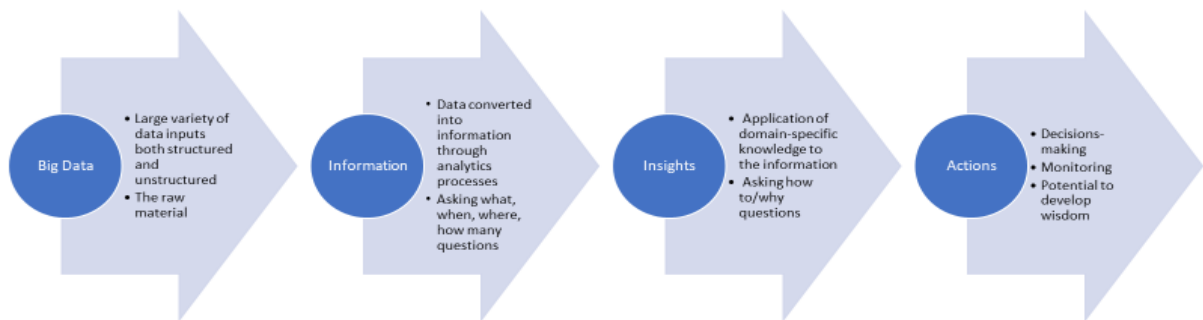 Big Data
• Large variety of
data inputs
both structured
and
unstructured
• The raw
material
Information
• Data converted
into
information
through
analytics
processes
• Asking what,
when, where,
how many
questions
Insights
• Application of
domain-specific
knowledge to
the information
• Asking how
to/why
questions
Actions
• Decisions-
making
• Monitoring
• Potential to
develop
wisdom